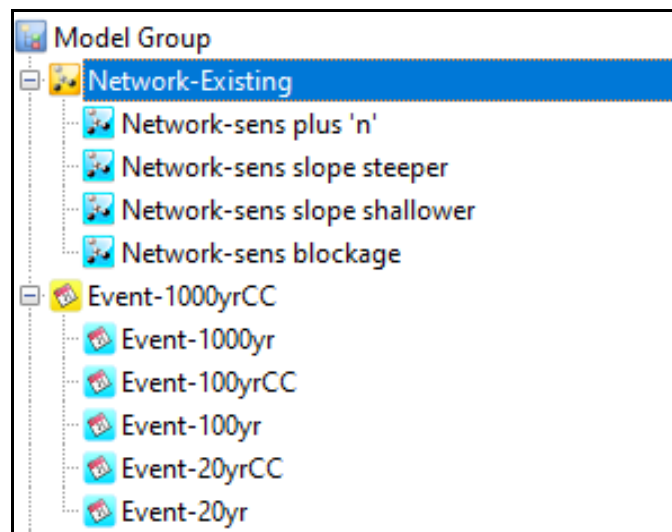 Model Group
Network-Existing
Network-sens plus 'n'
Network-sens slope steeper
Network-sens slope shallower
Network-sens blockage
Event-1000yrCC
Event-1000yr
Event-100yrCC
Event-100yr
Event-20yrCC
Event-20yr